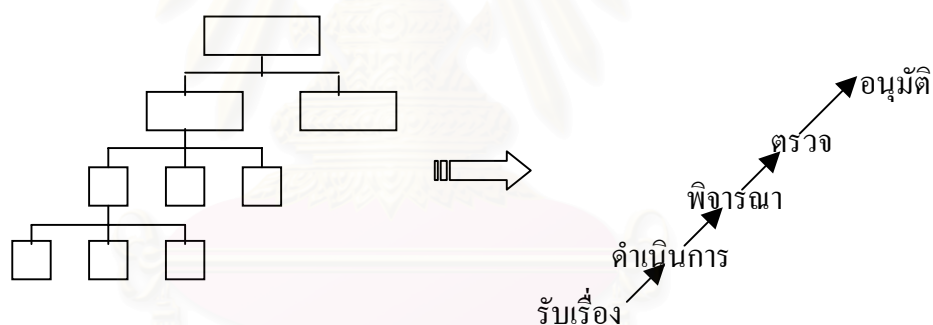 อนุมัติ
ตรวจ
พิจารณา
ดำเนินการ
รับเรื่อง